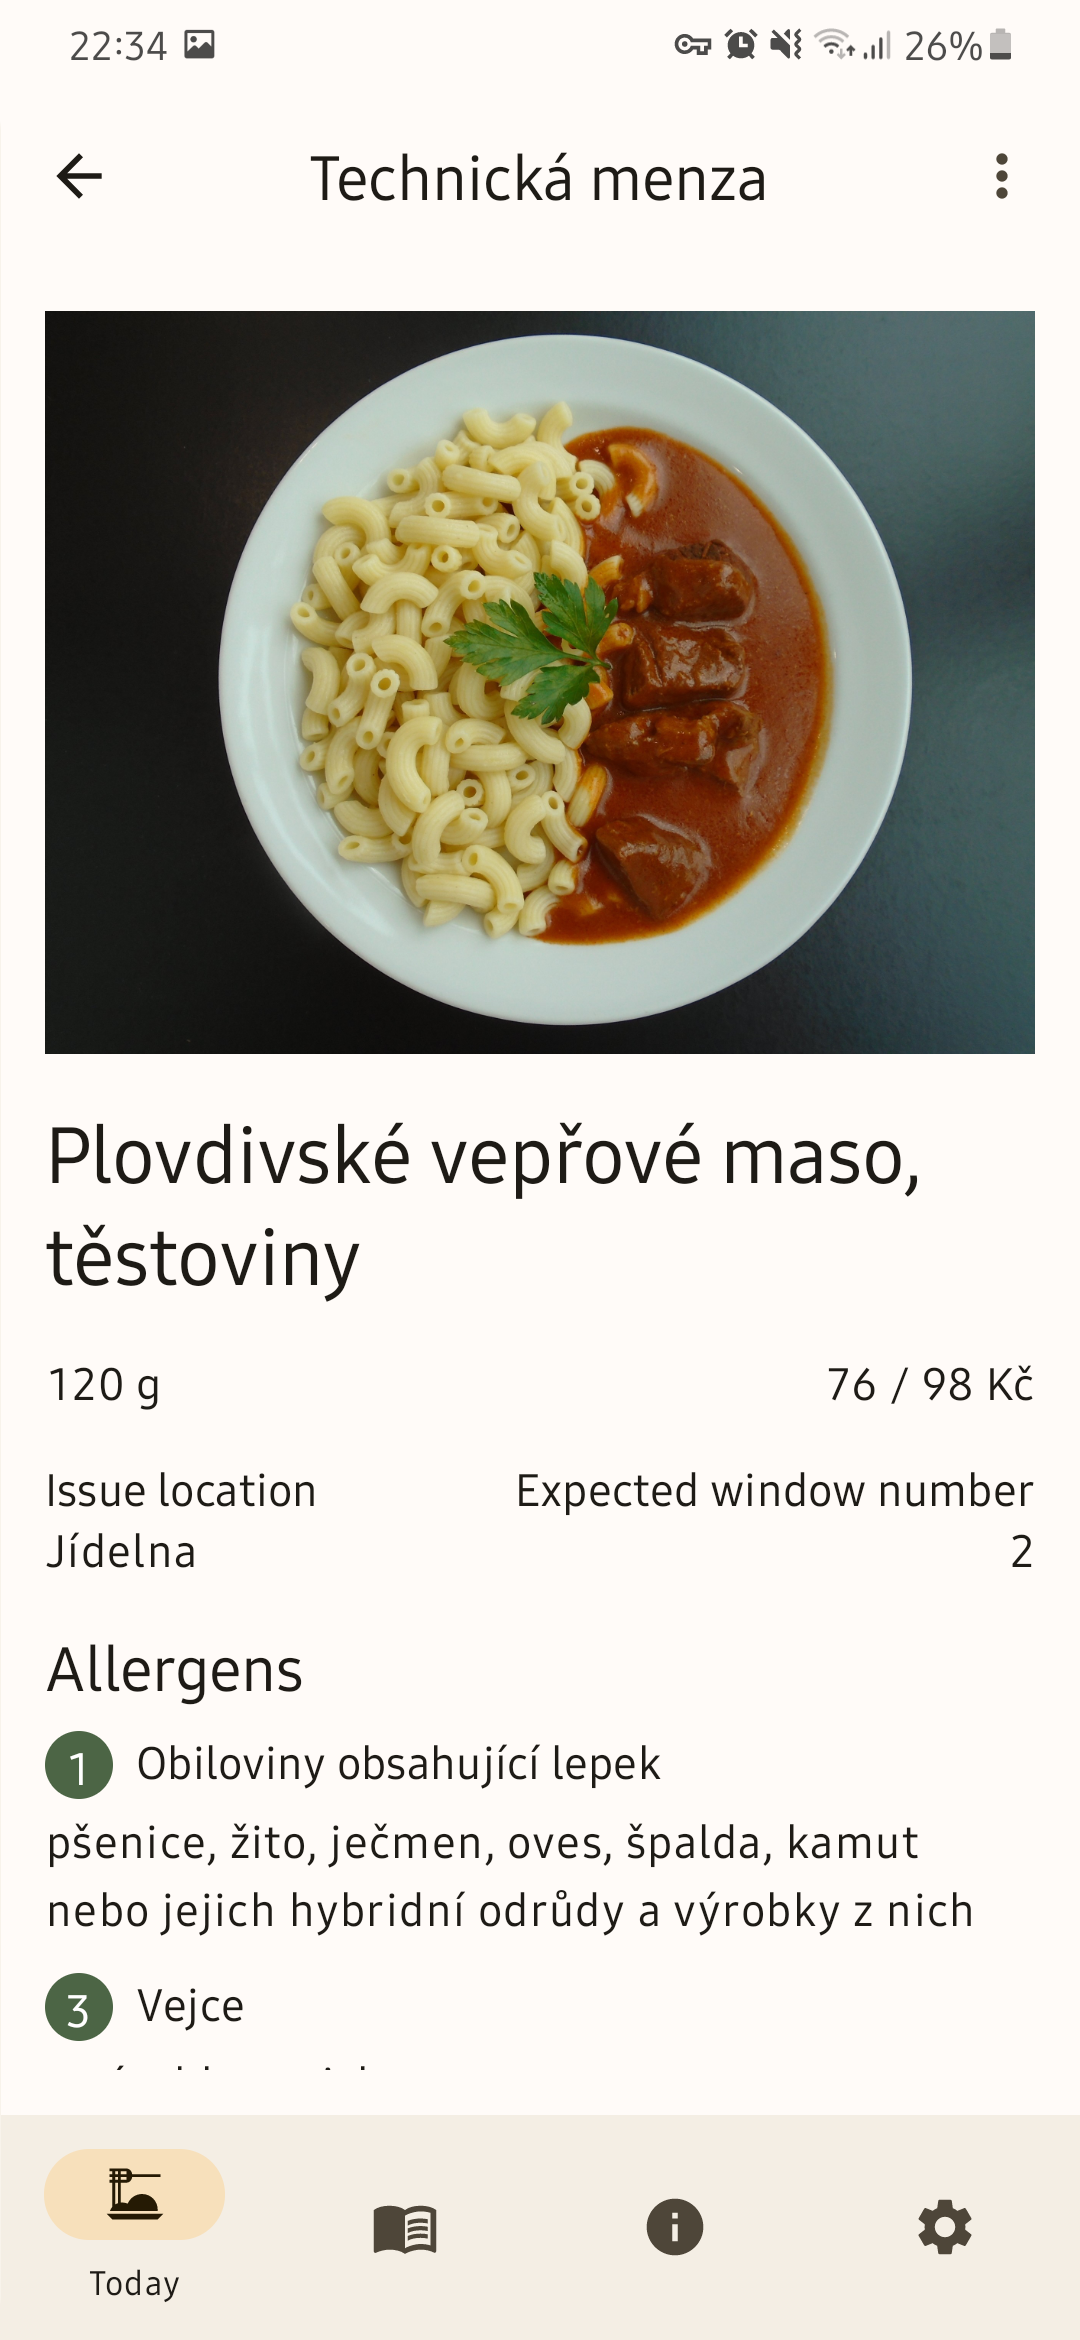 22:34
26%
Technická menza
Plovdivské vepřové maso,
těstoviny
120 g
76 / 98 Kč
Issue location
Expected window number
Jídelna
2
Allergens
1 Obiloviny obsahující lepek
pšenice, žito, ječmen, oves, špalda, kamut
nebo jejich hybridní odrůdy a výrobky z nich
3 Vejce
Today